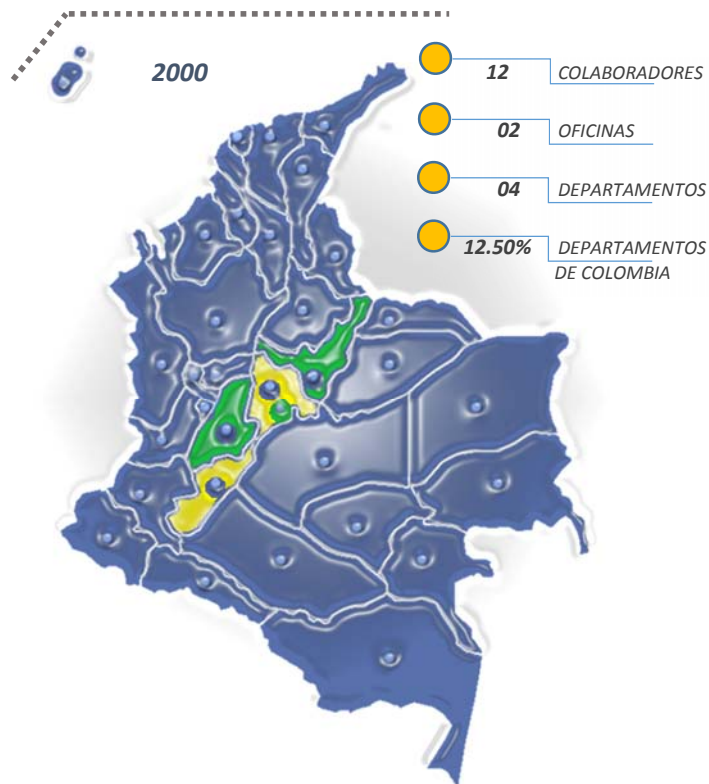 2000
12 COLABORADORES
02 OFICINAS
04 DEPARTAMENTOS
12.50% DEPARTAMENTOS
DE COLOMBIA